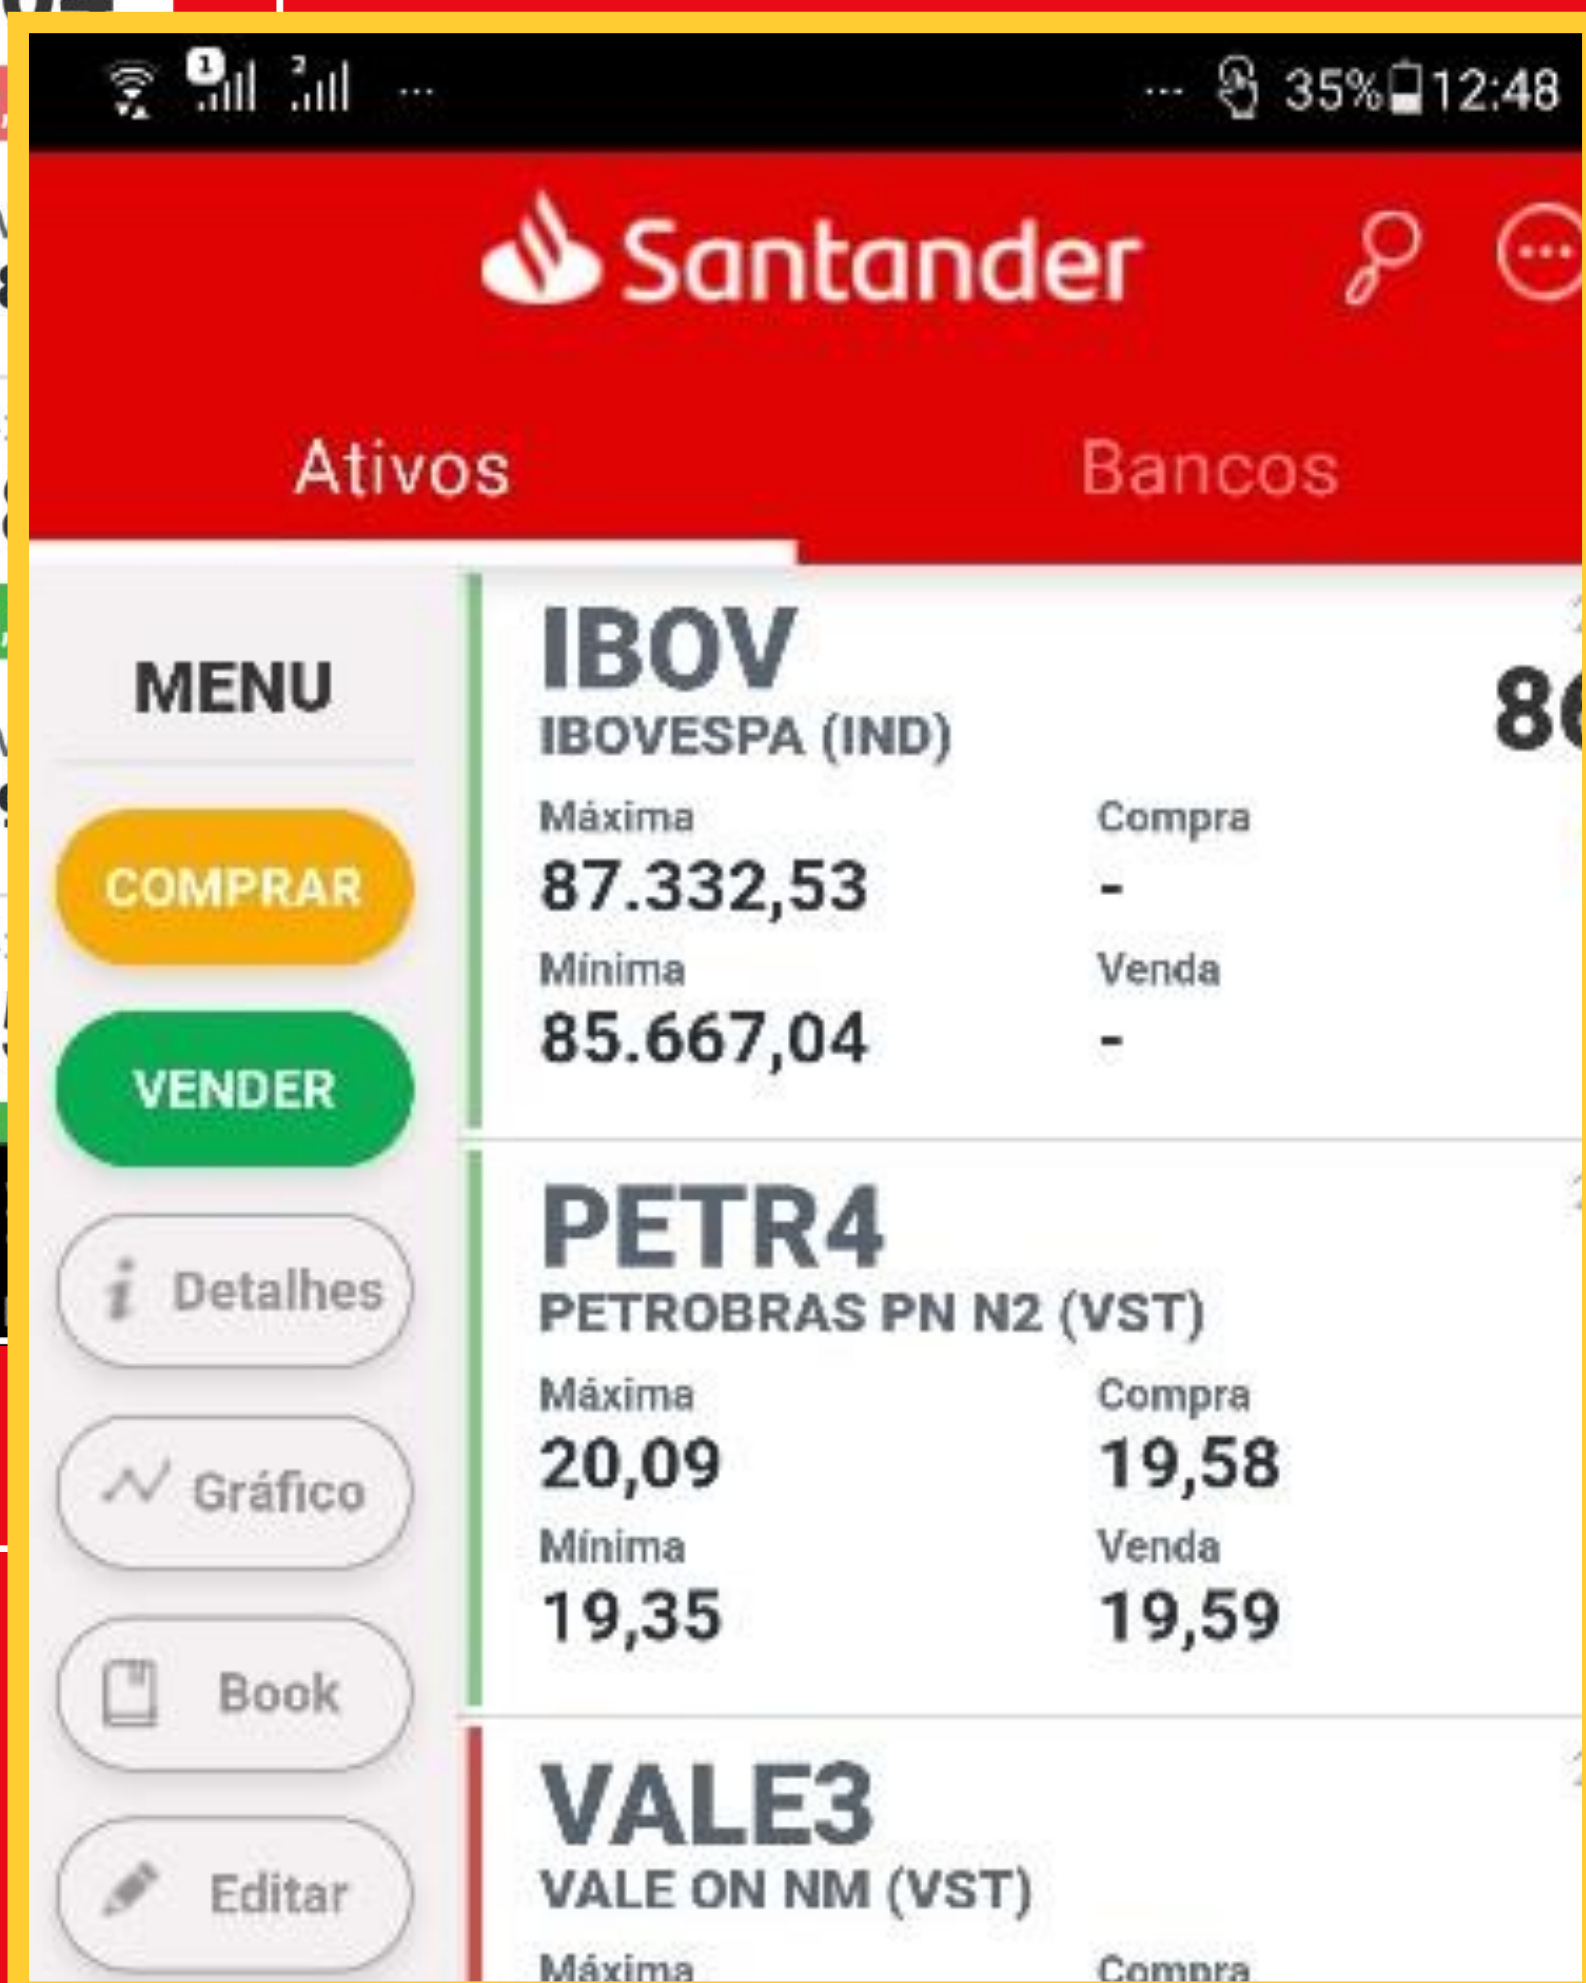 35% 12:48
Santander
Ativos Bancos
MENU
COMPRAR
VENDER
Detalhes
Gráfico
Book
Editar
IBOV
IBOVESPA (IND)
Máxima Compra
87.332,53 -
Mínima Venda
85.667,04 -
PETR4
PETROBRAS PN N2 (VST)
Máxima Compra
20,09 19,58
Mínima Venda
19,35 19,59
VALE3
VALE ON NM (VST)
Máxima Compra